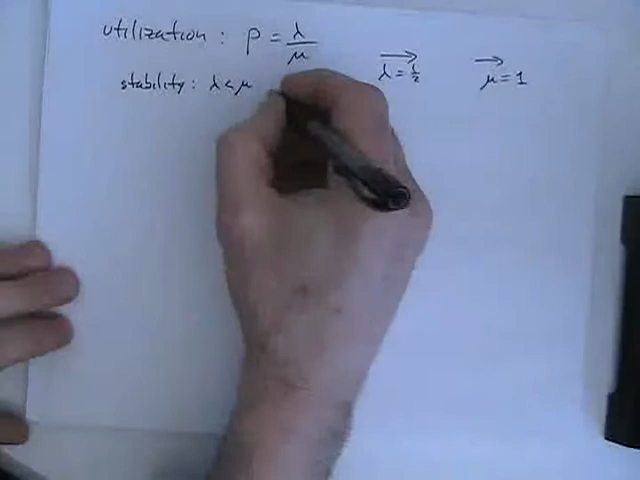 utilization : ρ = λ/μ
→ λ = 1/2 → μ = 1
stability : λ < μ